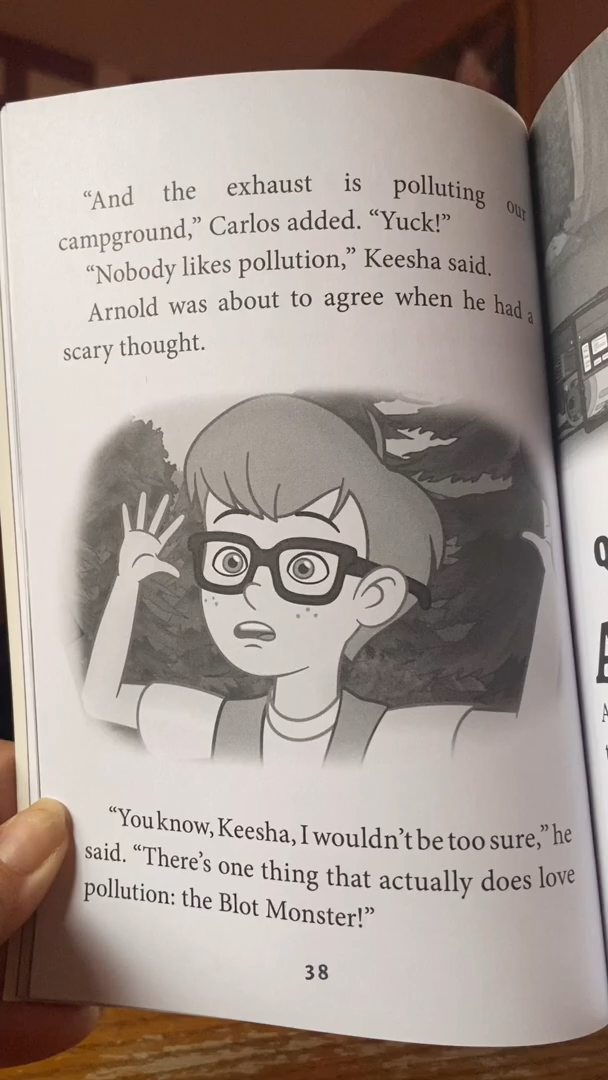 “And the exhaust is polluting our
campground,” Carlos added. “Yuck!”
“Nobody likes pollution,” Keesha said.
Arnold was about to agree when he had a
scary thought.
“You know, Keesha, I wouldn’t be too sure,” he
said. “There’s one thing that actually does love
pollution: the Blot Monster!”
38